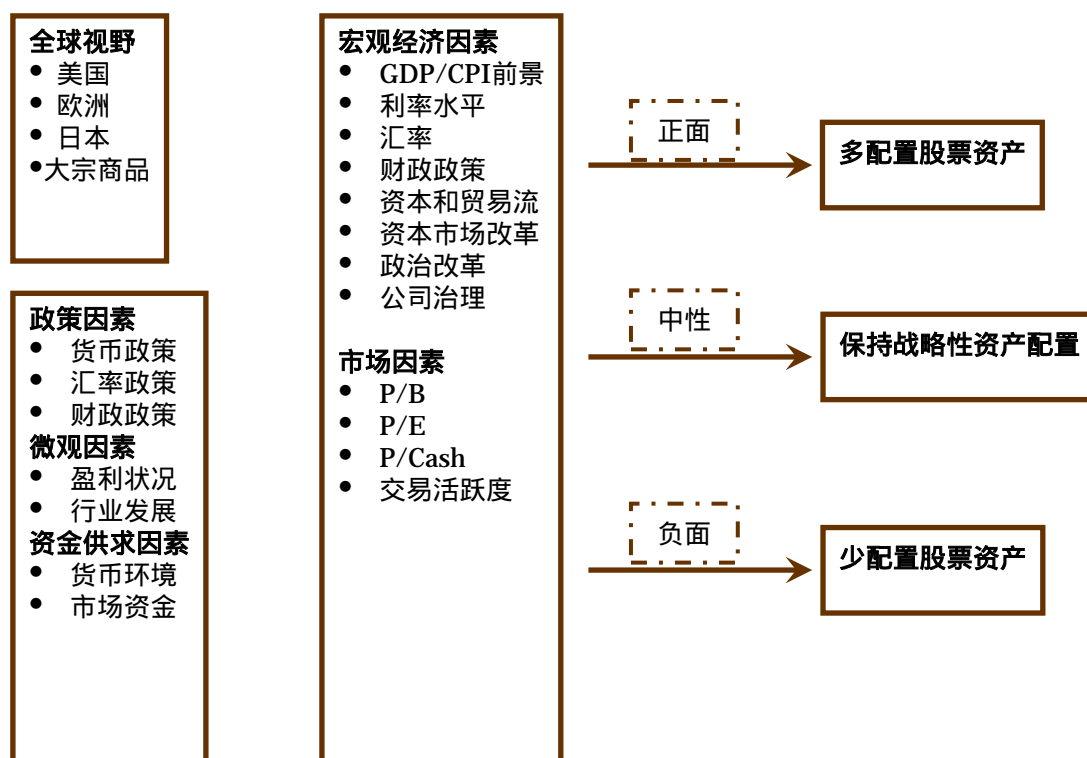 全球视野
● 美国
● 欧洲
● 日本
●大宗商品
政策因素
● 货币政策
● 汇率政策
● 财政政策
微观因素
● 盈利状况
● 行业发展
资金供求因素
● 货币环境
● 市场资金
宏观经济因素
● GDP/CPI前景
● 利率水平
● 汇率
● 财政政策
● 资本和贸易流
● 资本市场改革
● 政治改革
● 公司治理
市场因素
● P/B
● P/E
● P/Cash
● 交易活跃度
正面
多配置股票资产
中性
保持战略性资产配置
负面
少配置股票资产